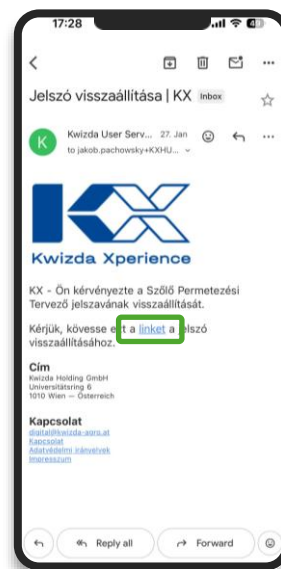 17:28
Jelszó visszaállítása | KX Inbox
K
Kwizda User Serv... 27. Jan
to jakob.pachowsky+KXHU...
KX
Kwizda Xperience
KX - Ön kérvényezte a Szőlő Permetezési
Tervező jelszavának visszaállítását.
Kérjük, kövesse ezt a linket a jelszó
visszaállításához.
Cím
Kwizda Holding GmbH
Universitätsring 6
1010 Wien – Österreich
Kapcsolat
digital@kwizda-agro.at
Kapcsolat
Adatvédelmi irányelvek
Impresszum
Reply all
Forward